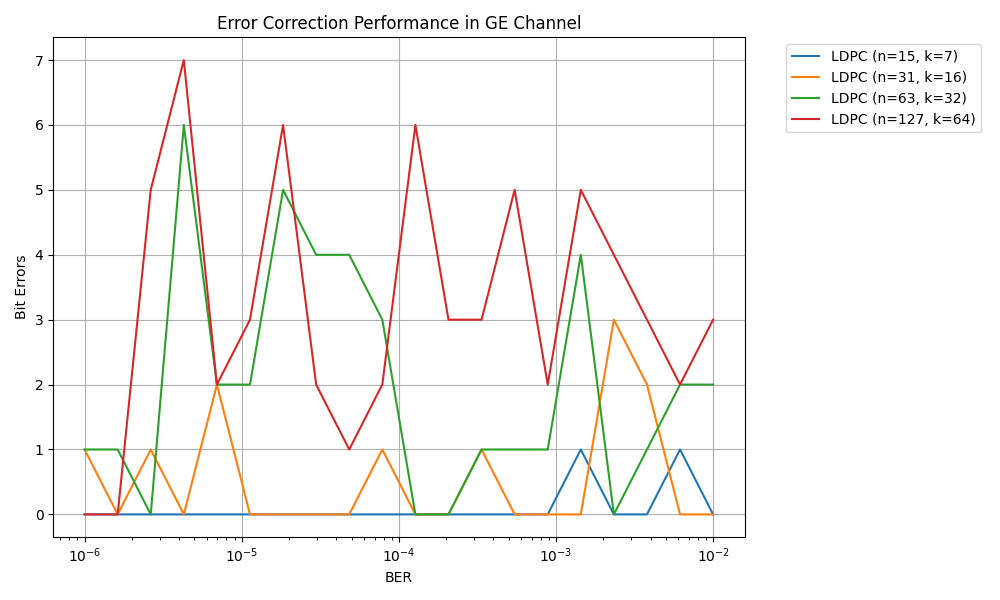 Error Correction Performance in GE Channel
LDPC (n=15, k=7)
LDPC (n=31, k=16)
LDPC (n=63, k=32)
LDPC (n=127, k=64)
7
6
5
4
3
2
1
0
Bit Errors
10⁻⁶ 10⁻⁵ 10⁻⁴ 10⁻³ 10⁻²
BER